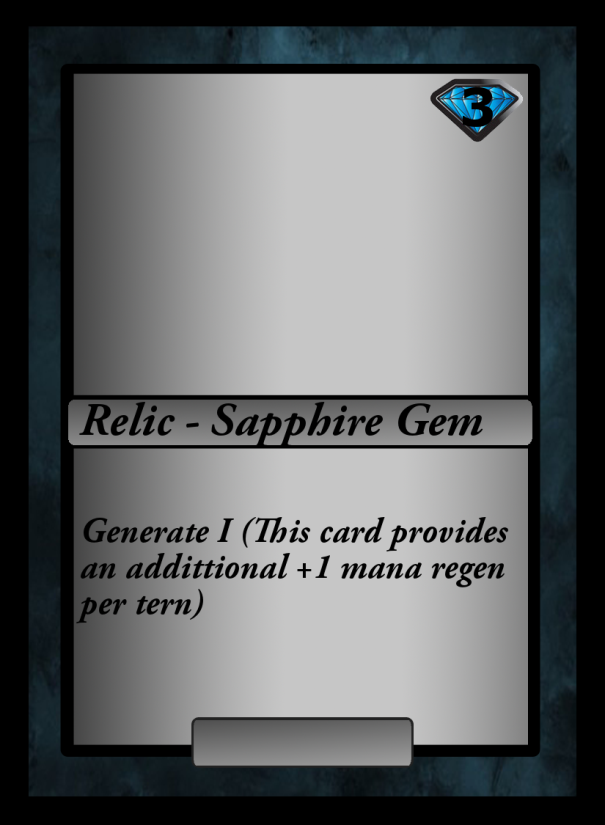 3
Relic - Sapphire Gem
Generate I (This card provides
an addittional +1 mana regen
per tern)